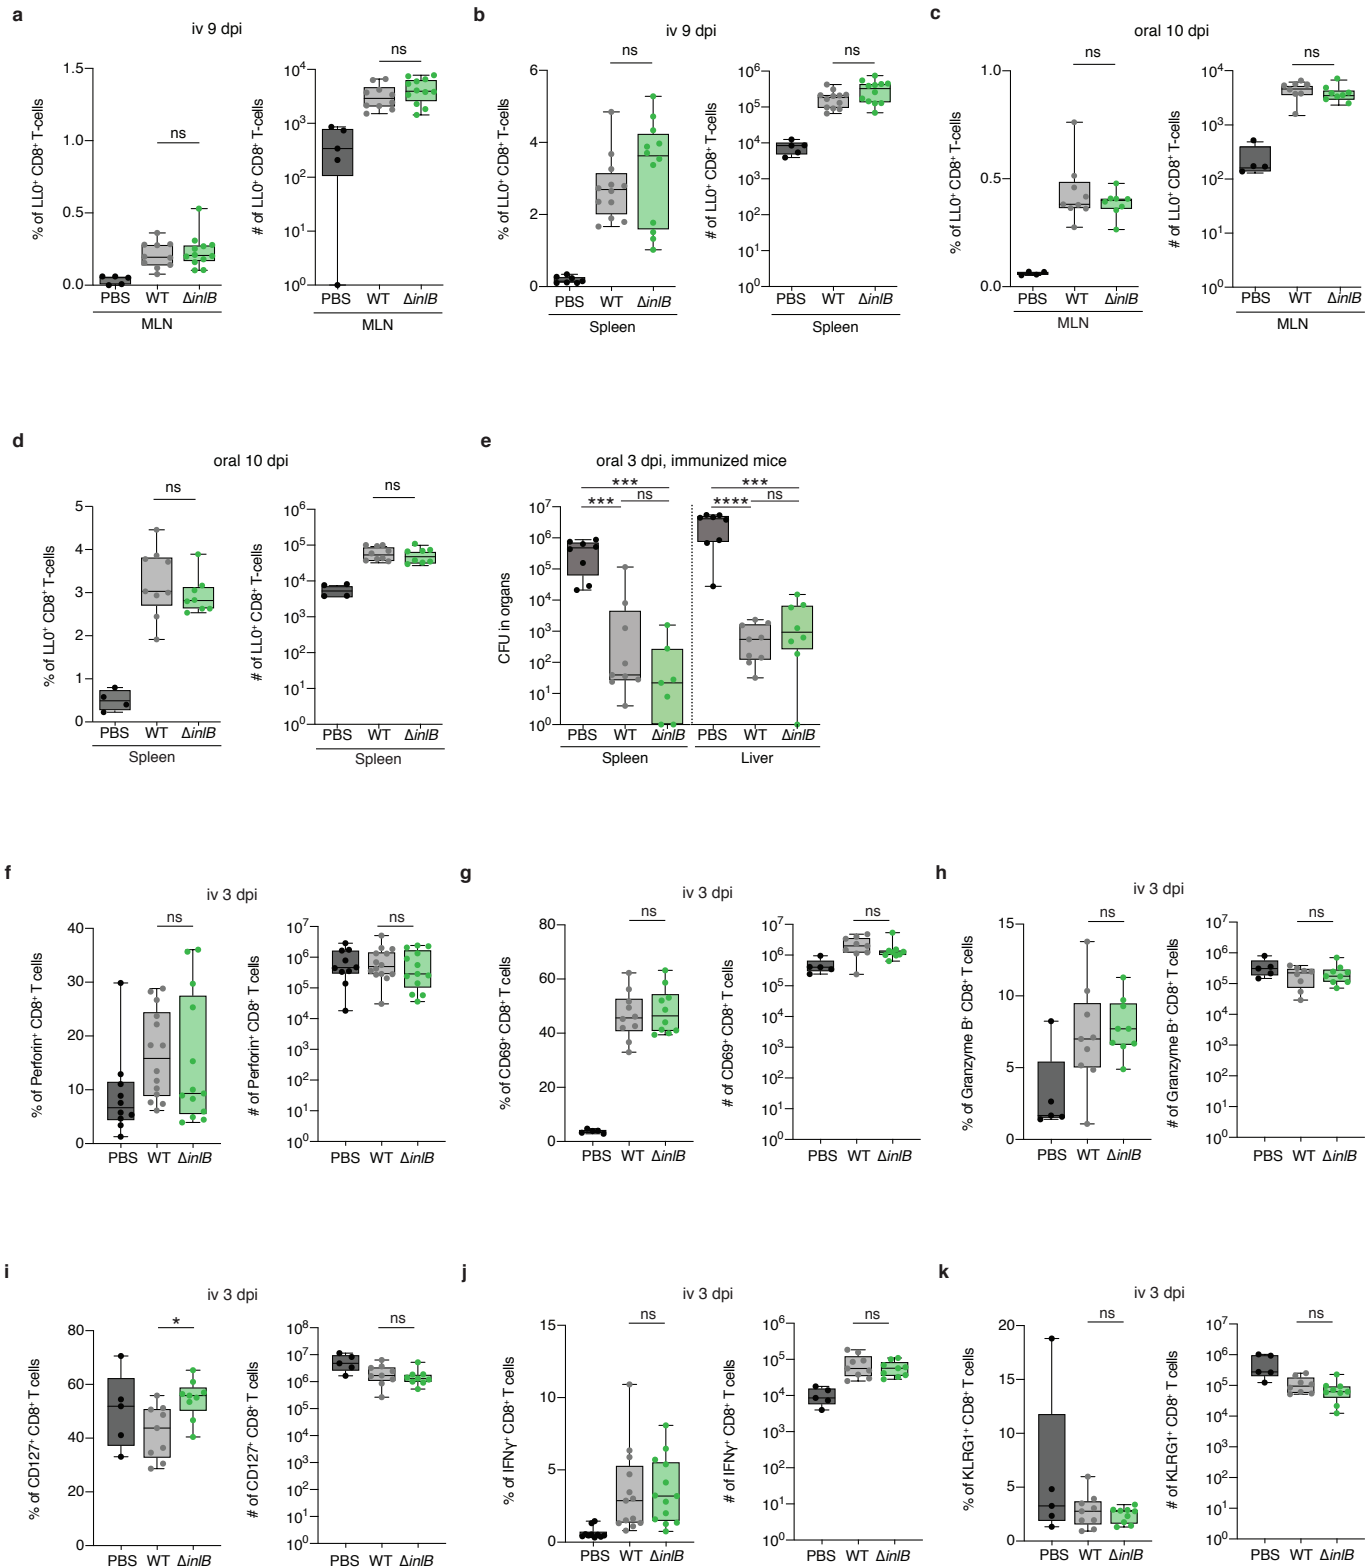 a
iv 9 dpi
% of LL0⁺ CD8⁺ T-cells
1.5
1.0
0.5
0.0
ns
PBS WT ΔinlB
MLN
# of LL0⁺ CD8⁺ T-cells
10⁴
10³
10²
10¹
10⁰
ns
PBS WT ΔinlB
MLN
b
iv 9 dpi
% of LL0⁺ CD8⁺ T-cells
6
4
2
0
ns
PBS WT ΔinlB
Spleen
# of LL0⁺ CD8⁺ T-cells
10⁶
10⁵
10⁴
10³
10²
10¹
10⁰
ns
PBS WT ΔinlB
Spleen
c
oral 10 dpi
% of LL0⁺ CD8⁺ T-cells
1.0
0.5
0.0
ns
PBS WT ΔinlB
MLN
# of LL0⁺ CD8⁺ T-cells
10⁴
10³
10²
10¹
10⁰
ns
PBS WT ΔinlB
MLN
d
oral 10 dpi
% of LL0⁺ CD8⁺ T-cells
5
4
3
2
1
0
ns
PBS WT ΔinlB
Spleen
# of LL0⁺ CD8⁺ T-cells
10⁶
10⁵
10⁴
10³
10²
10¹
10⁰
ns
PBS WT ΔinlB
Spleen
e
oral 3 dpi, immunized mice
CFU in organs
10⁷
10⁶
10⁵
10⁴
10³
10²
10¹
10⁰
*** ***
*** ns **** ns
PBS WT ΔinlB PBS WT ΔinlB
Spleen Liver
f
iv 3 dpi
% of Perforin⁺ CD8⁺ T cells
40
30
20
10
0
ns
PBS WT ΔinlB
# of Perforin⁺ CD8⁺ T cells
10⁷
10⁶
10⁵
10⁴
10³
10²
10¹
10⁰
ns
PBS WT ΔinlB
g
iv 3 dpi
% of CD69⁺ CD8⁺ T cells
80
60
40
20
0
ns
PBS WT ΔinlB
# of CD69⁺ CD8⁺ T cells
10⁷
10⁶
10⁵
10⁴
10³
10²
10¹
10⁰
ns
PBS WT ΔinlB
h
iv 3 dpi
% of Granzyme B⁺ CD8⁺ T cells
15
10
5
0
ns
PBS WT ΔinlB
# of Granzyme B⁺ CD8⁺ T cells
10⁷
10⁶
10⁵
10⁴
10³
10²
10¹
10⁰
ns
PBS WT ΔinlB
i
iv 3 dpi
% of CD127⁺ CD8⁺ T cells
80
60
40
20
0
*
PBS WT ΔinlB
# of CD127⁺ CD8⁺ T cells
10⁸
10⁷
10⁶
10⁵
10⁴
10³
10²
10¹
10⁰
ns
PBS WT ΔinlB
j
iv 3 dpi
% of IFNγ⁺ CD8⁺ T cells
15
10
5
0
ns
PBS WT ΔinlB
# of IFNγ⁺ CD8⁺ T cells
10⁶
10⁵
10⁴
10³
10²
10¹
10⁰
ns
PBS WT ΔinlB
k
iv 3 dpi
% of KLRG1⁺ CD8⁺ T cells
20
15
10
5
0
ns
PBS WT ΔinlB
# of KLRG1⁺ CD8⁺ T cells
10⁷
10⁶
10⁵
10⁴
10³
10²
10¹
10⁰
ns
PBS WT ΔinlB